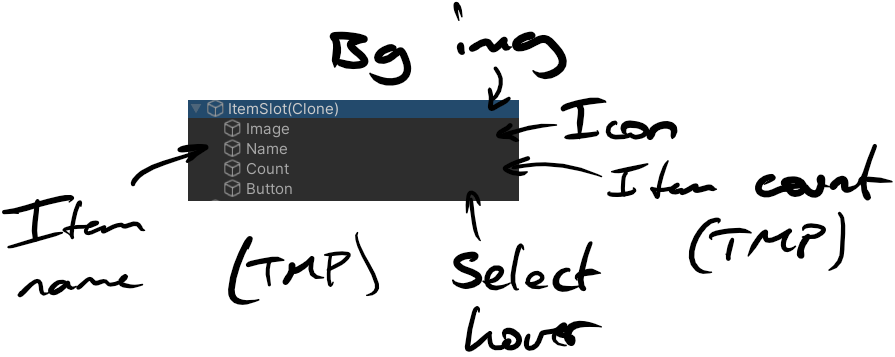 Bg img
ItemSlot(Clone)
Image
Name
Count
Button
Icon
Item count
(TMP)
Item
name
(TMP)
Select
hover